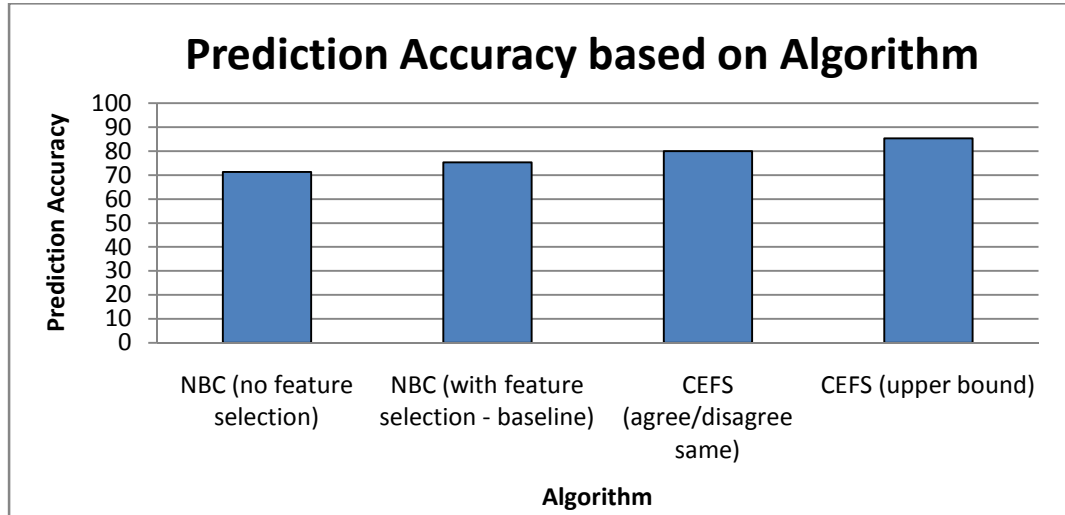 Prediction Accuracy based on Algorithm
Prediction Accuracy
100
90
80
70
60
50
40
30
20
10
0
NBC (no feature
selection)
NBC (with feature
selection - baseline)
CEFS
(agree/disagree
same)
CEFS (upper bound)
Algorithm